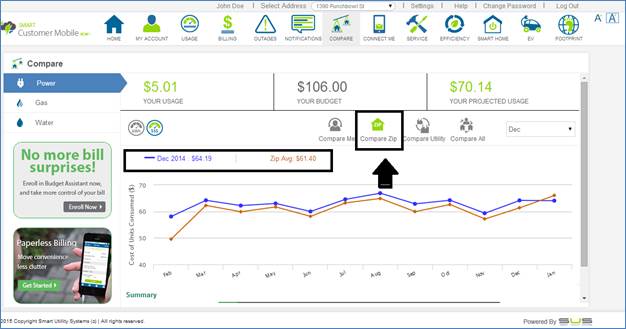 John Doe | Select Address : 1390 Punchbowl St | Settings | Help | Change Password | Log Out
SMART
Customer Mobile
HOME MY ACCOUNT USAGE BILLING OUTAGES NOTIFICATIONS COMPARE CONNECT ME SERVICE EFFICIENCY SMART HOME EV FOOTPRINT
A A
Compare
Power
Gas
Water
$5.01
YOUR USAGE
$106.00
YOUR BUDGET
$70.14
YOUR PROJECTED USAGE
kWh $$
Compare Me
ZIP
Compare Zip
Compare Utility
Compare All
Dec
Dec 2014 : $64.19
Zip Avg: $61.40
Cost of Units Consumed ($)
70
60
50
40
Feb Mar Apr May Jun Jul Aug Sep Oct Nov Dec Jan
Summary
No more bill
surprises!
Enroll in Budget Assistant now,
and take more control of your bill
Enroll Now
Paperless Billing
More convenience
less clutter
Get Started
2015 Copyright Smart Utility Systems (c) | All rights reserved.
Powered By SUS